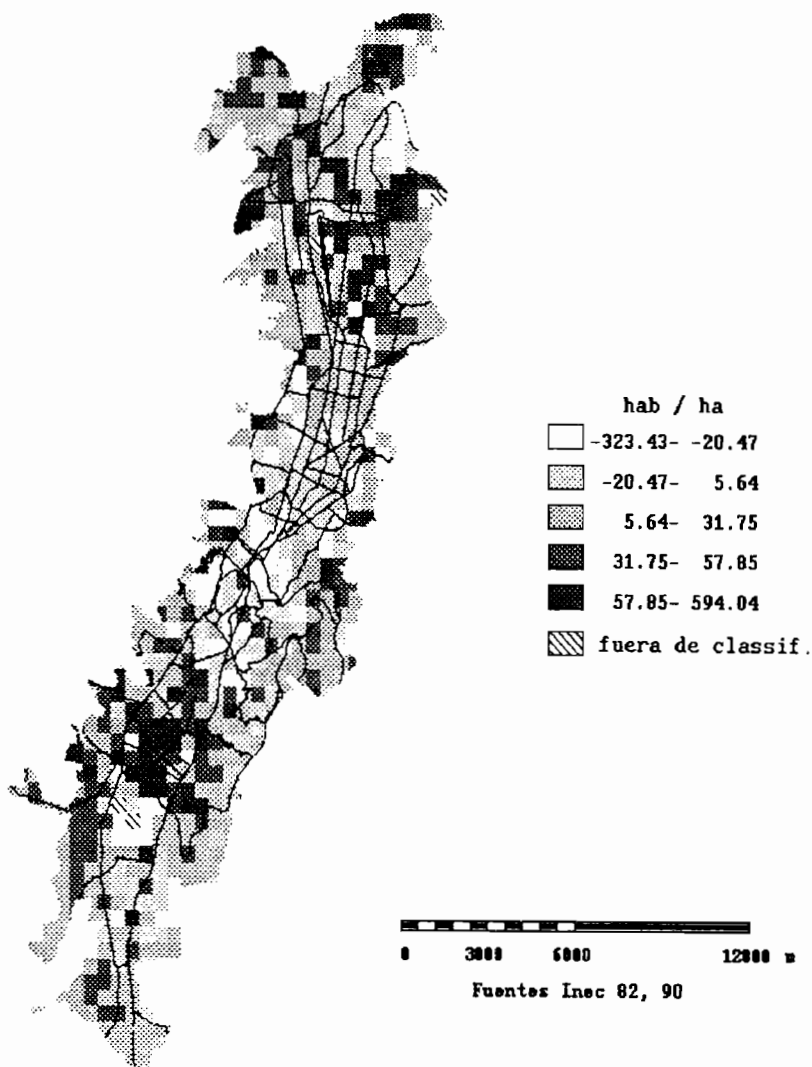 hab / ha
-323.43- -20.47
-20.47- 5.64
5.64- 31.75
31.75- 57.85
57.85- 594.04
fuera de classif.
0 3000 6000 12000 m
Fuentes Inec 82, 90